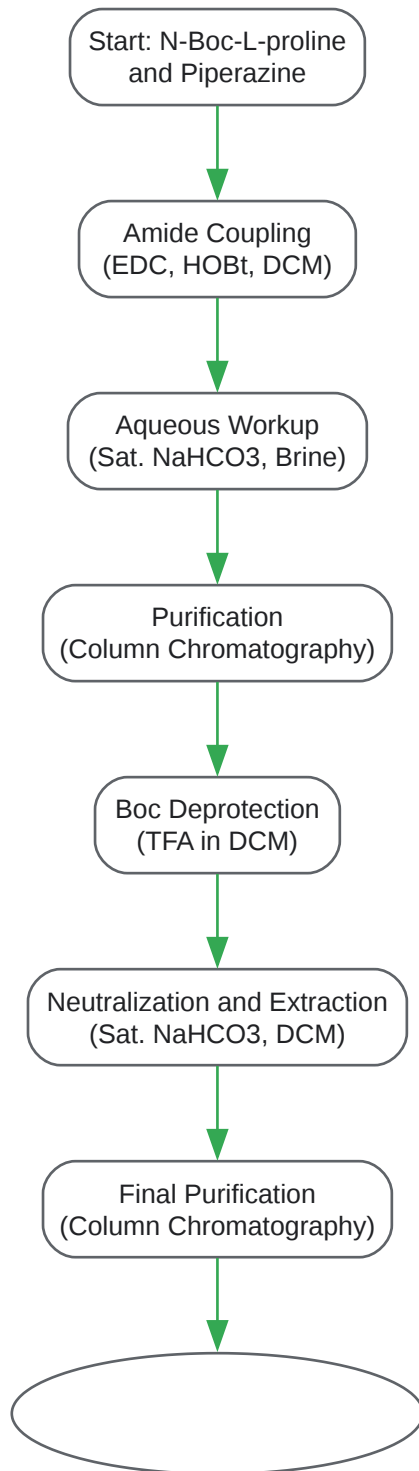 Start: N-Boc-L-proline
and Piperazine
Amide Coupling
(EDC, HOBt, DCM)
Aqueous Workup
(Sat. NaHCO3, Brine)
Purification
(Column Chromatography)
Boc Deprotection
(TFA in DCM)
Neutralization and Extraction
(Sat. NaHCO3, DCM)
Final Purification
(Column Chromatography)